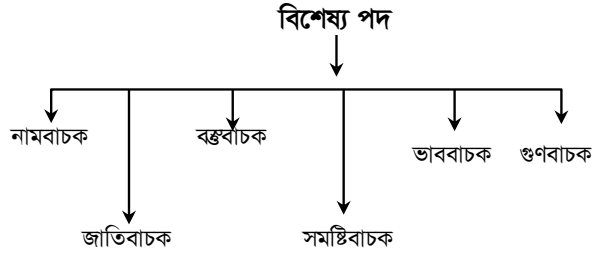 বিশেষ্য পদ
নামবাচক বস্তুবাচক ভাববাচক গুণবাচক
জাতিবাচক সমষ্টিবাচক